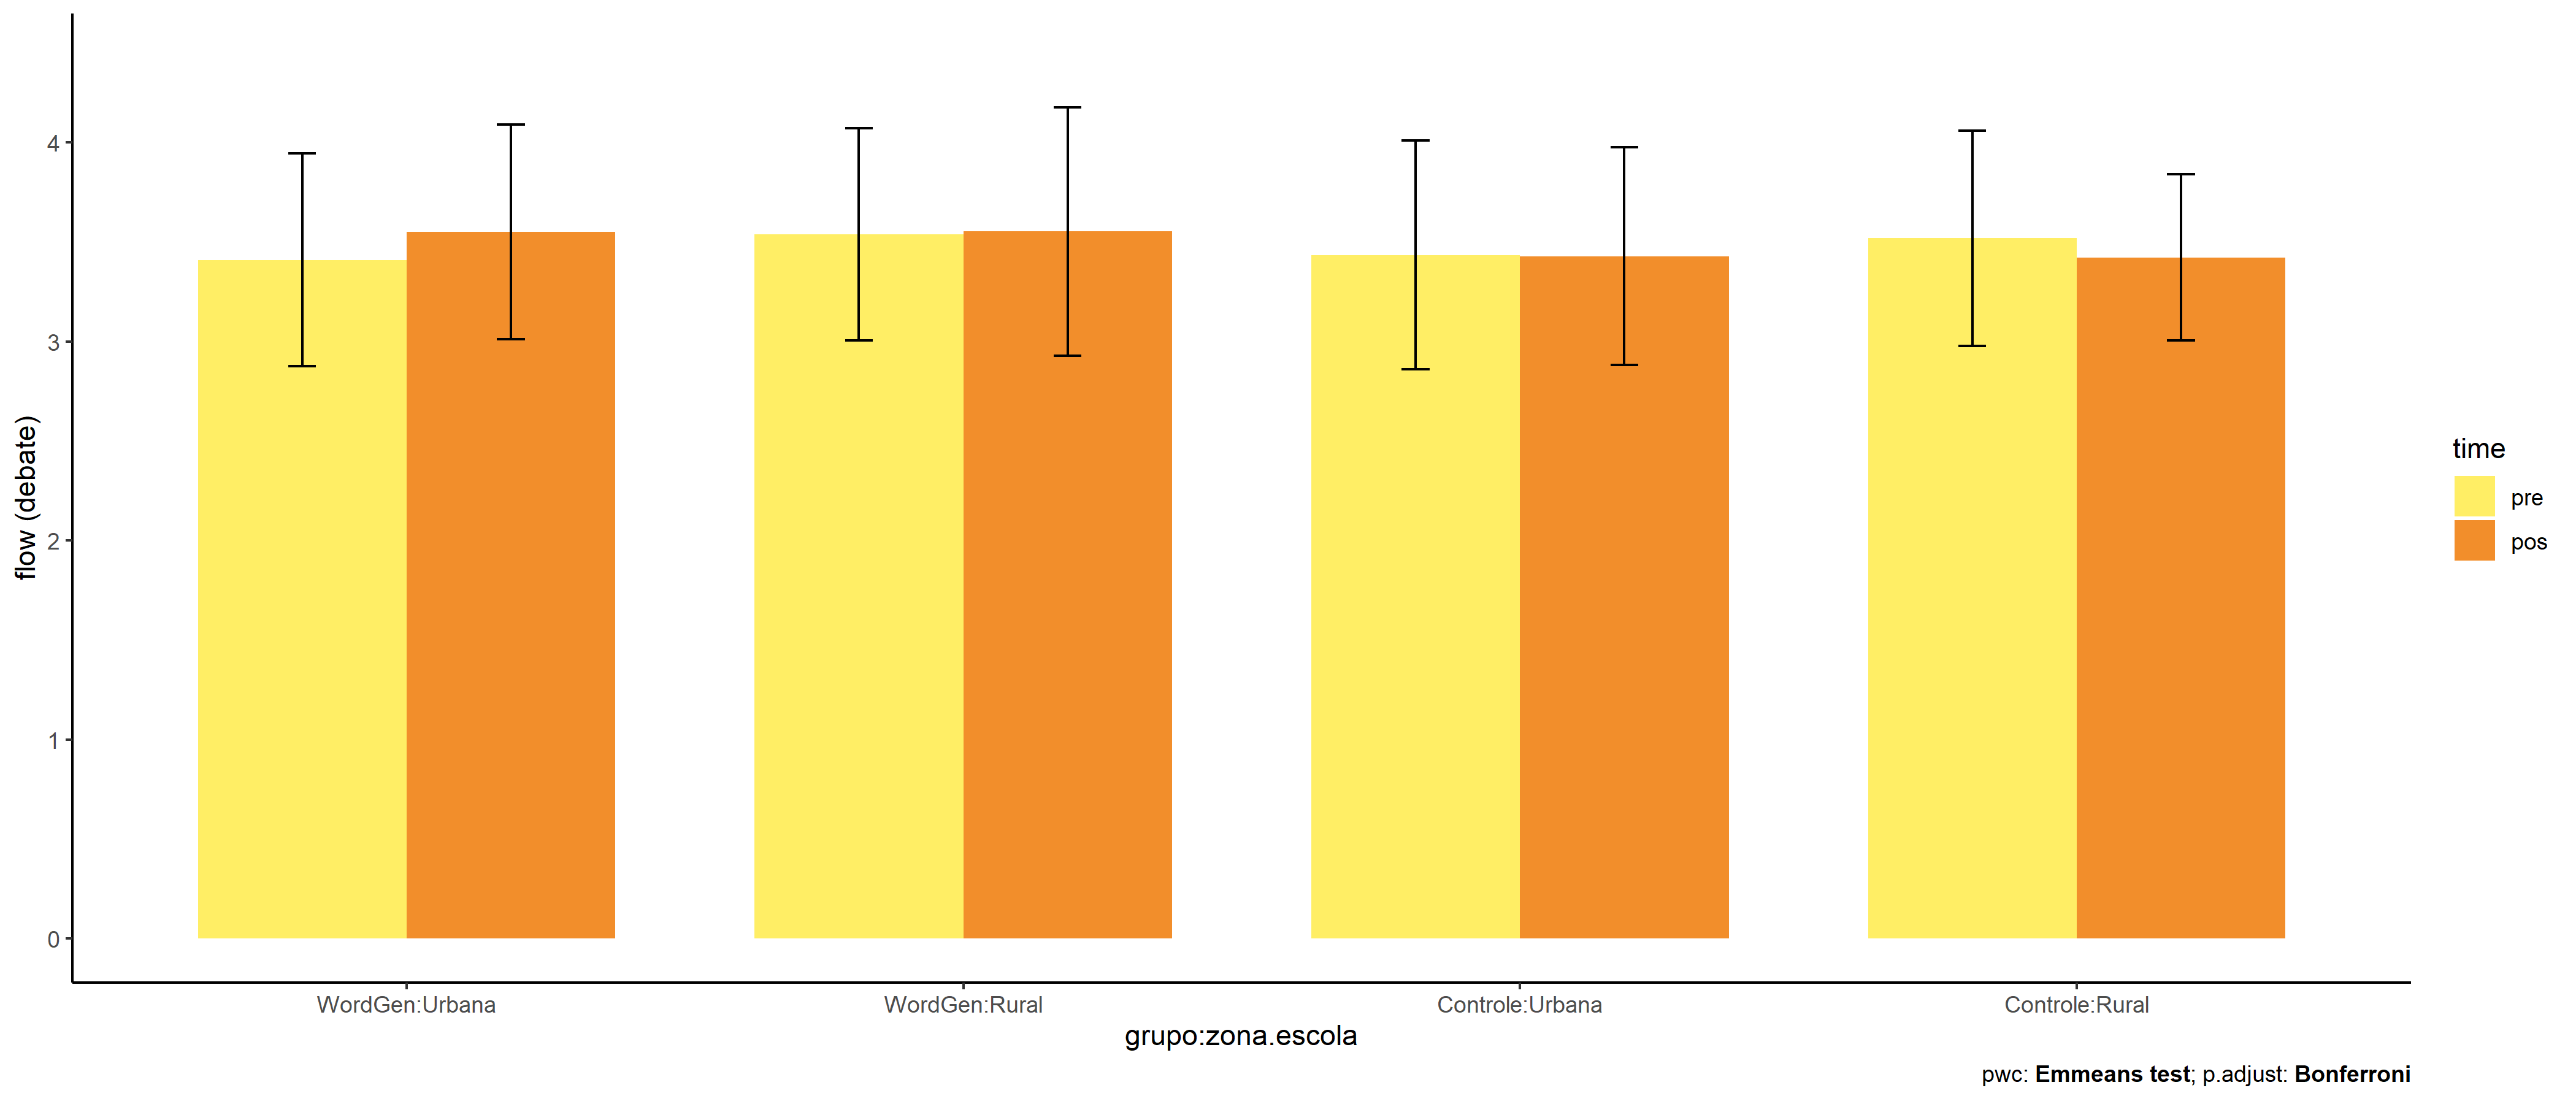 flow (debate)
4
3
2
1
0
WordGen:Urbana
WordGen:Rural
Controle:Urbana
Controle:Rural
grupo:zona.escola
time
pre
pos
pwc: Emmeans test; p.adjust: Bonferroni